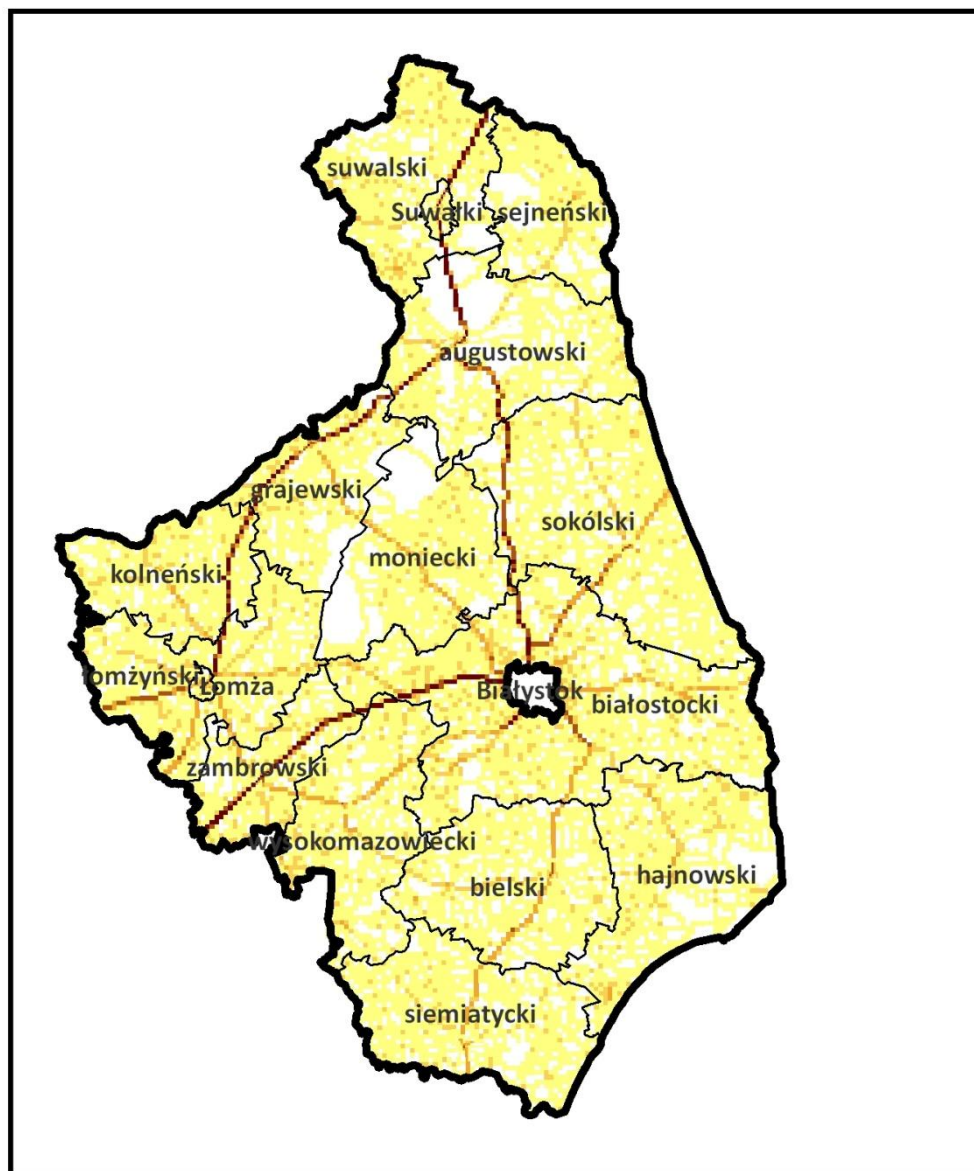 suwalski
Suwałki sejneński
augustowski
grajewski
sokólski
moniecki
kolneński
łomżyński
Łomża
Białystok
białostocki
zambrowski
wysokomazowiecki
hajnowski
bielski
siemiatycki